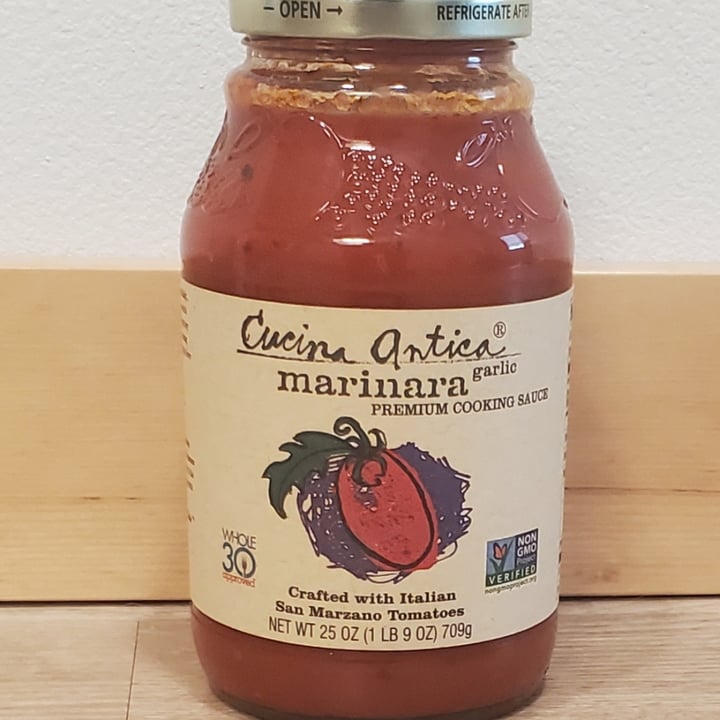 — OPEN → REFRIGERATE AFTE
Cucina Antica®
marinara garlic
PREMIUM COOKING SAUCE
WHOLE
30
approved
NON
GMO
Project
VERIFIED
nongmoproject.org
Crafted with Italian
San Marzano Tomatoes
NET WT 25 OZ (1 LB 9 OZ) 709g